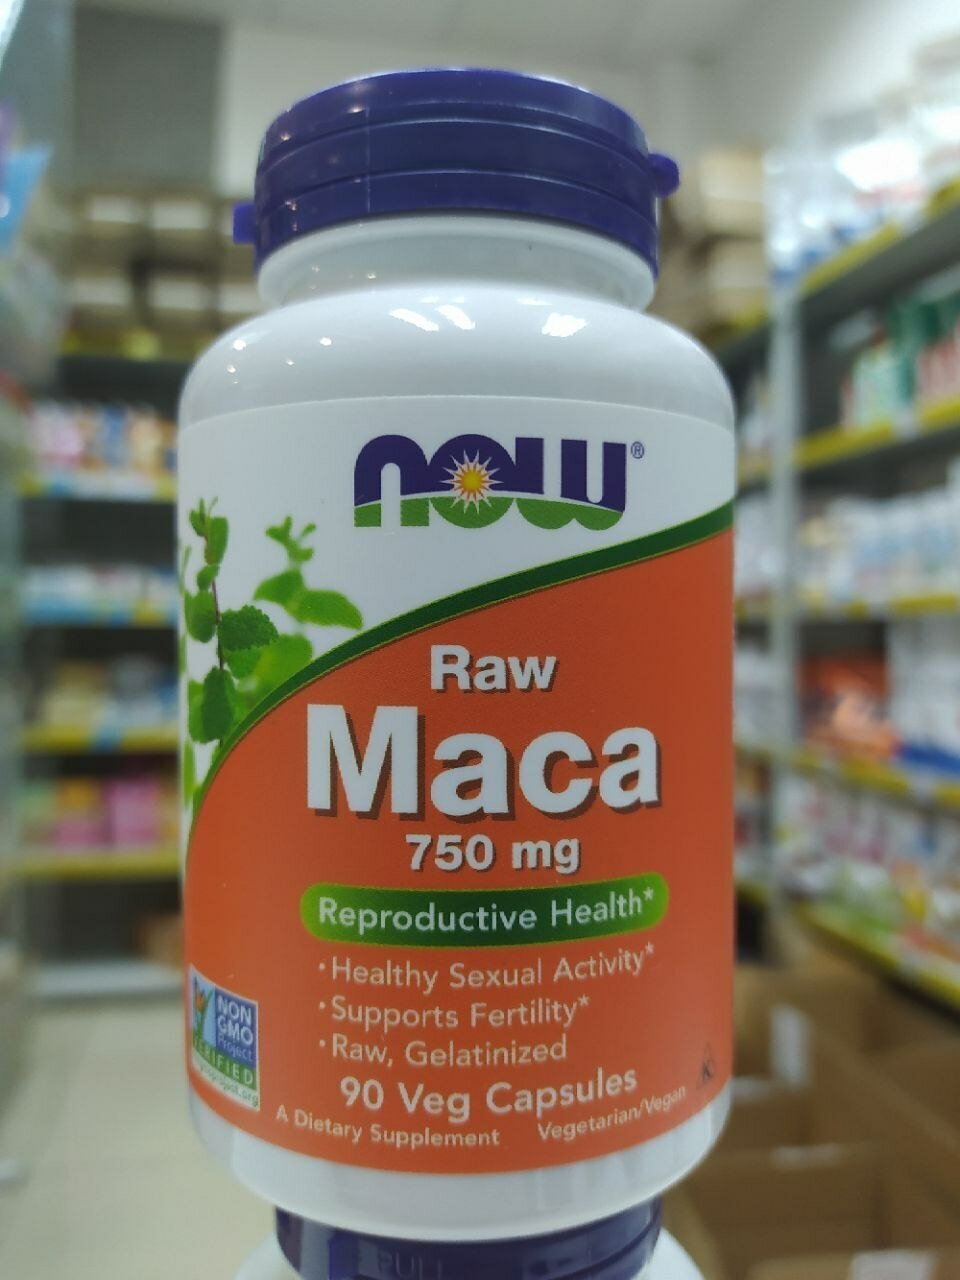 NOW®
Raw
Maca
750 mg
Reproductive Health*
• Healthy Sexual Activity*
• Supports Fertility*
• Raw, Gelatinized
90 Veg Capsules
A Dietary Supplement
Vegetarian/Vegan
NON
GMO
Project
VERIFIED
K
PULL